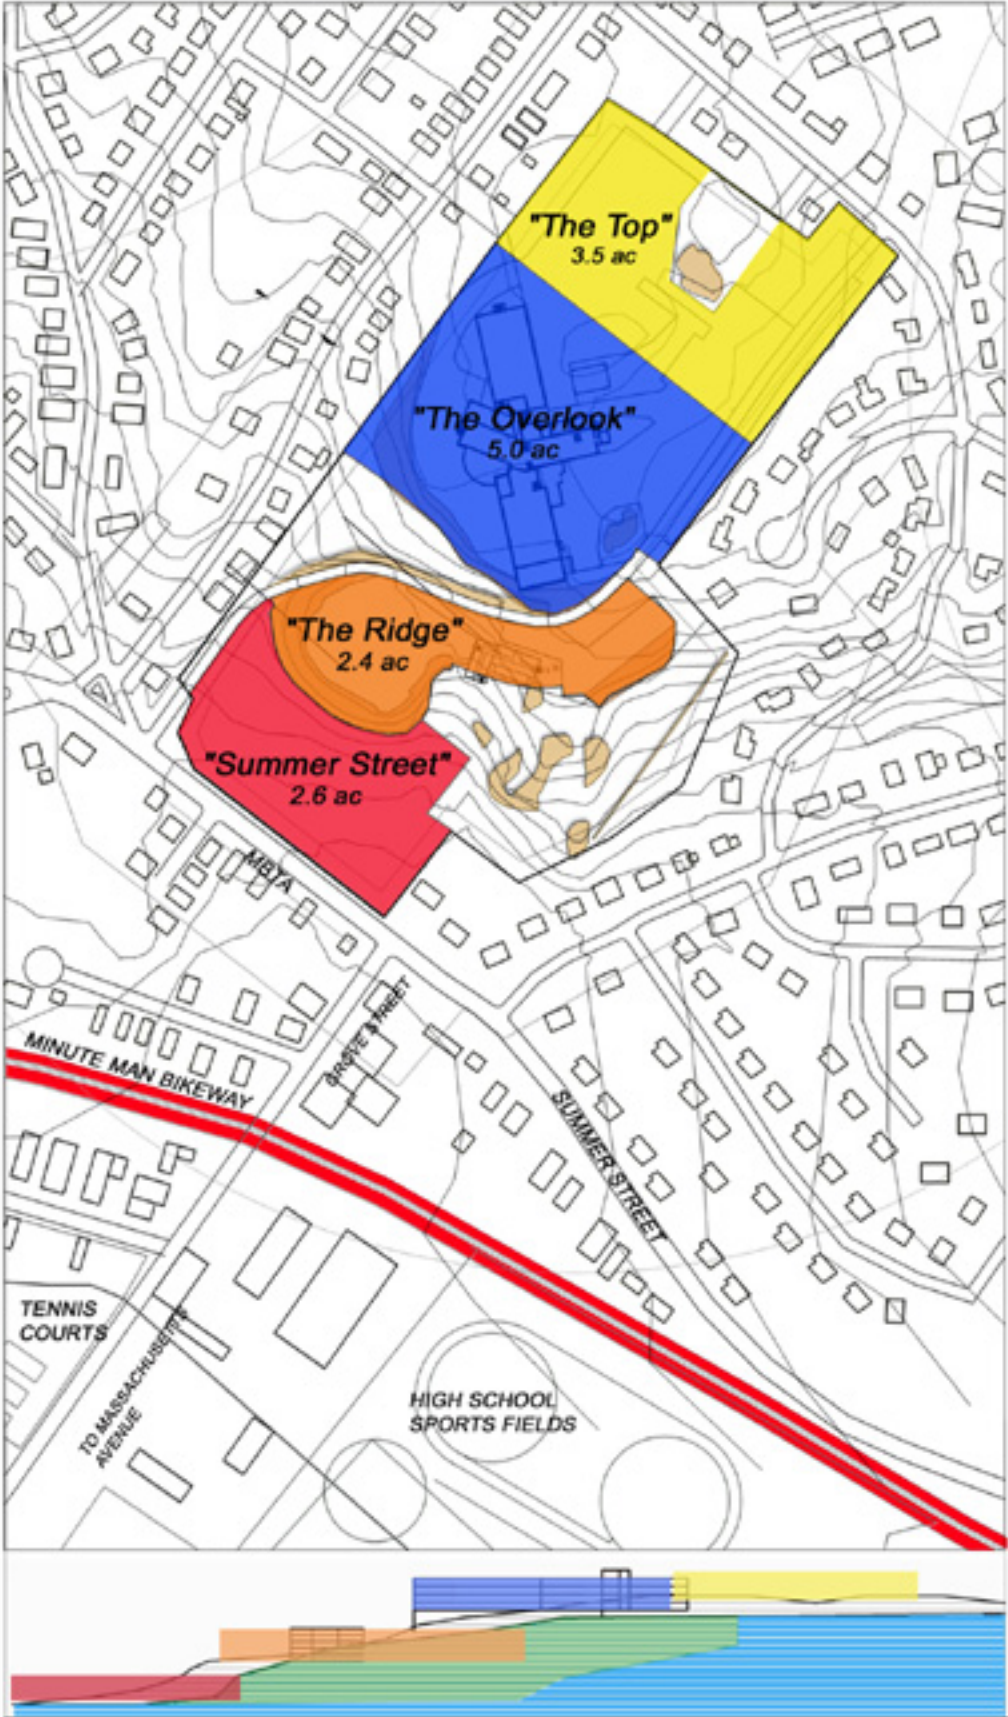 "The Top"
3.5 ac
"The Overlook"
5.0 ac
"The Ridge"
2.4 ac
"Summer Street"
2.6 ac
MBTA
GROVE STREET
MINUTE MAN BIKEWAY
SUMMER STREET
TENNIS
COURTS
TO MASSACHUSETTS
AVENUE
HIGH SCHOOL
SPORTS FIELDS